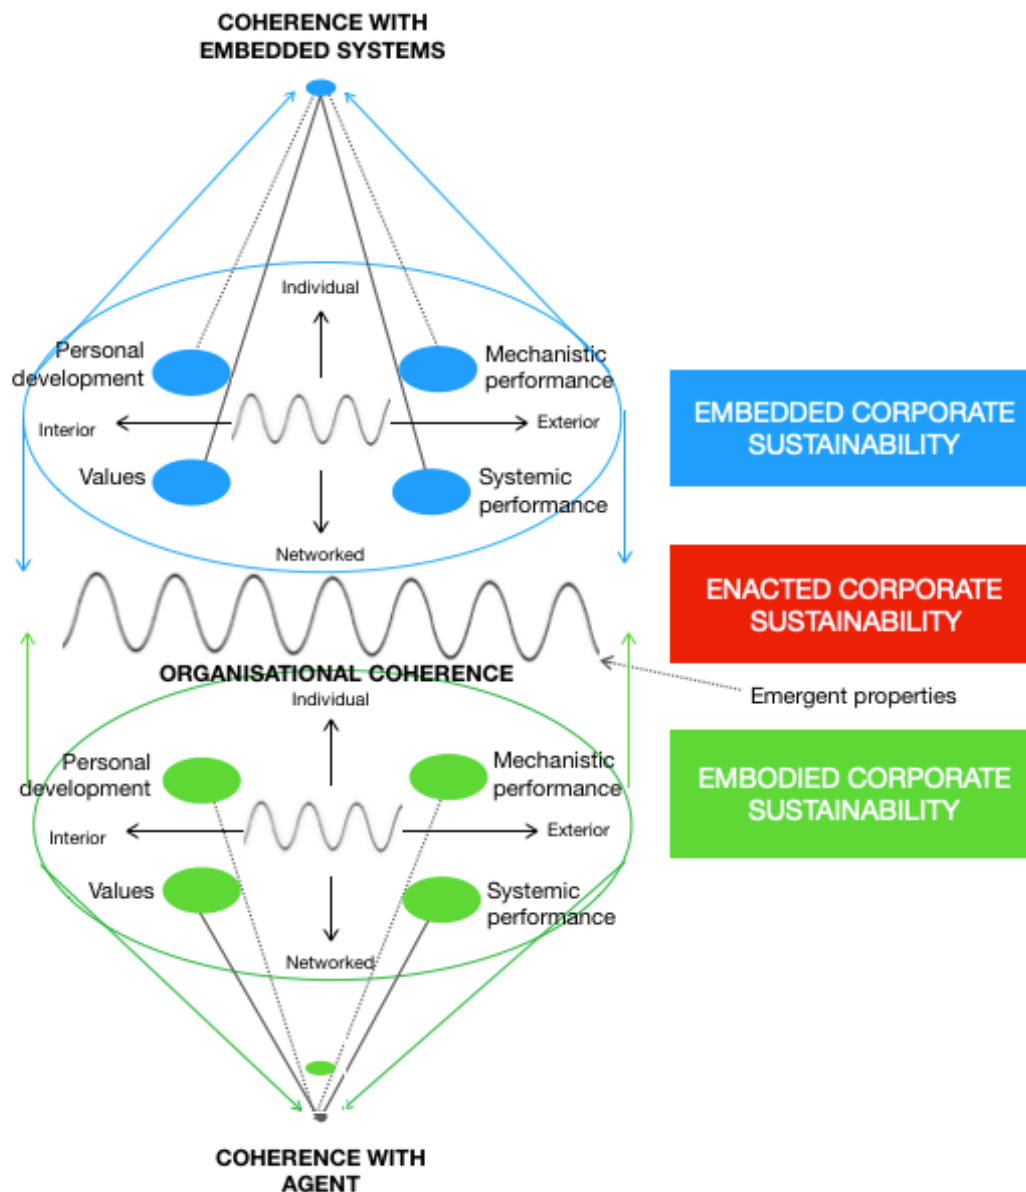 COHERENCE WITH
EMBEDDED SYSTEMS
Individual
Personal
development
Mechanistic
performance
Interior
Exterior
Values
Systemic
performance
Networked
EMBEDDED CORPORATE
SUSTAINABILITY
ENACTED CORPORATE
SUSTAINABILITY
ORGANISATIONAL COHERENCE
Emergent properties
Individual
Personal
development
Mechanistic
performance
Interior
Exterior
Values
Systemic
performance
Networked
EMBODIED CORPORATE
SUSTAINABILITY
COHERENCE WITH
AGENT